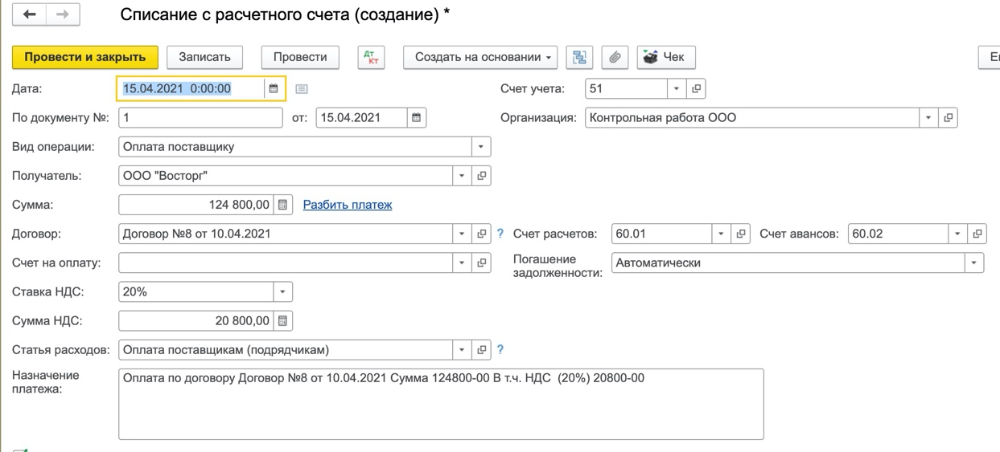 Списание с расчетного счета (создание) *
Провести и закрыть Записать Провести Дт Кт Создать на основании Чек
Дата: 15.04.2021 0:00:00 Счет учета: 51
По документу №: 1 от: 15.04.2021 Организация: Контрольная работа ООО
Вид операции: Оплата поставщику
Получатель: ООО "Восторг"
Сумма: 124 800,00 Разбить платеж
Договор: Договор №8 от 10.04.2021 ? Счет расчетов: 60.01 Счет авансов: 60.02
Счет на оплату: Погашение задолженности: Автоматически
Ставка НДС: 20%
Сумма НДС: 20 800,00
Статья расходов: Оплата поставщикам (подрядчикам) ?
Назначение платежа: Оплата по договору Договор №8 от 10.04.2021 Сумма 124800-00 В т.ч. НДС (20%) 20800-00